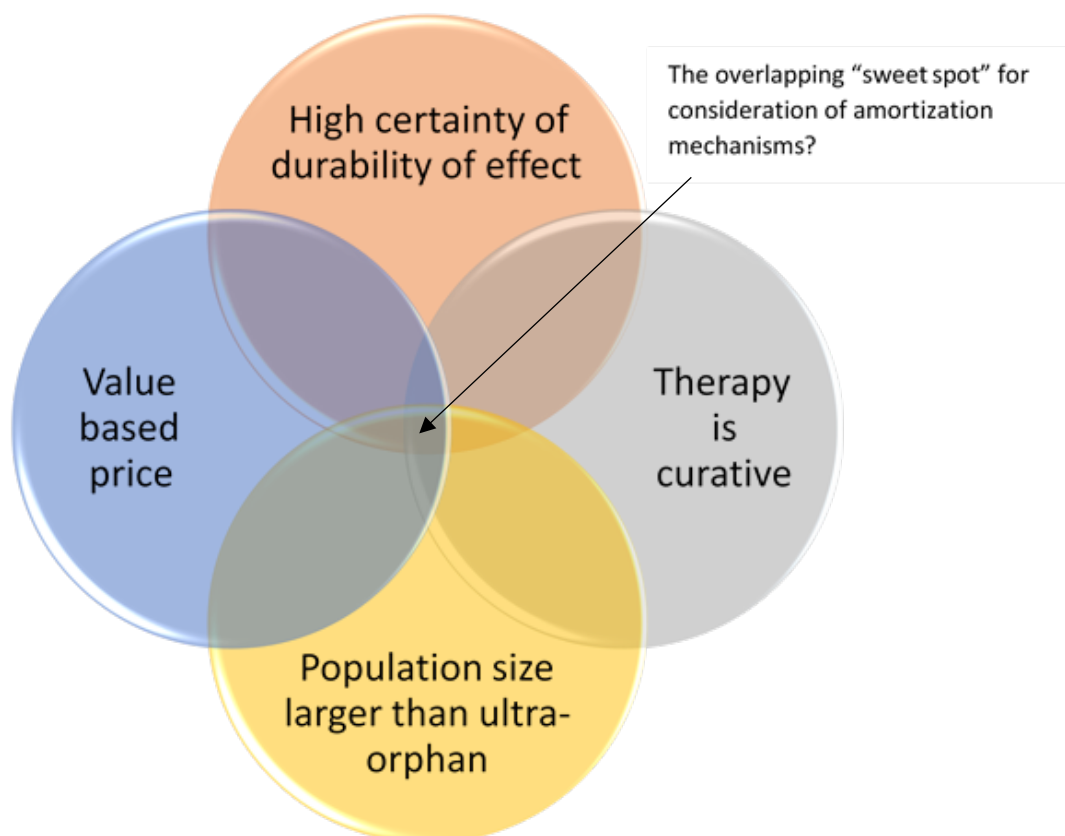 The overlapping “sweet spot” for
consideration of amortization
mechanisms?
High certainty of
durability of effect
Value
based
price
Therapy
is
curative
Population size
larger than ultra-
orphan